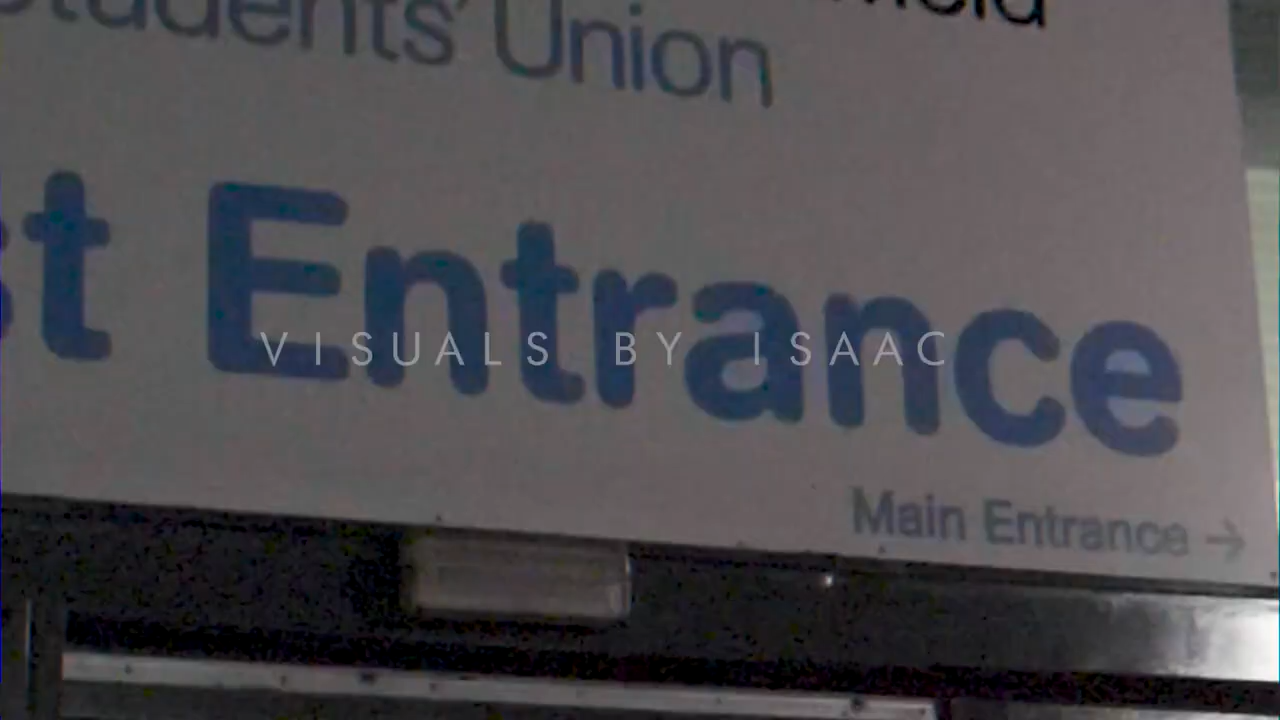 Students' Union
Entrance
VISUALS BY ISAAC
Main Entrance →